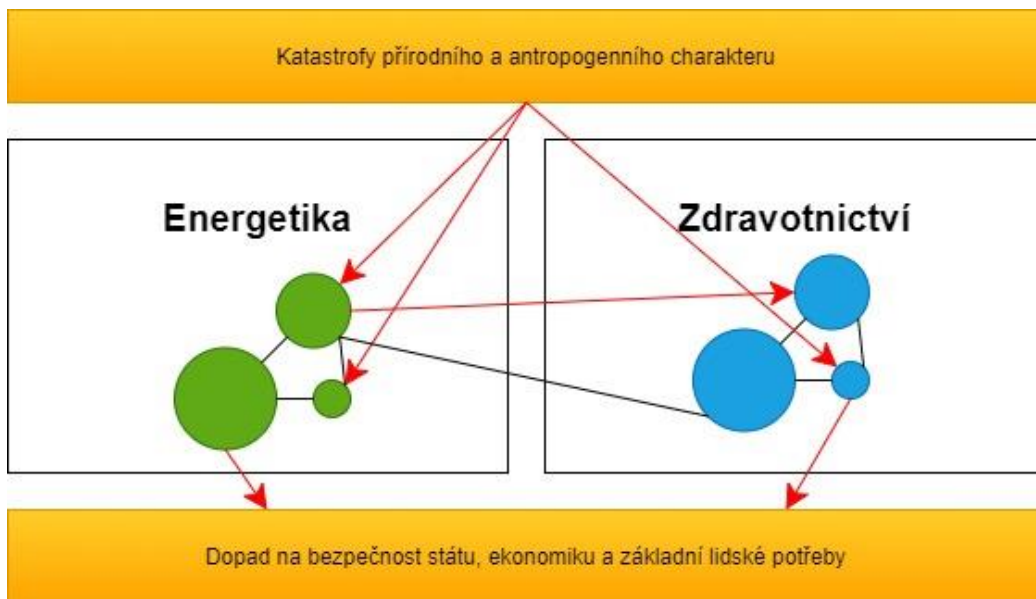 Katastrofy přírodního a antropogenního charakteru
Energetika
Zdravotnictví
Dopad na bezpečnost státu, ekonomiku a základní lidské potřeby